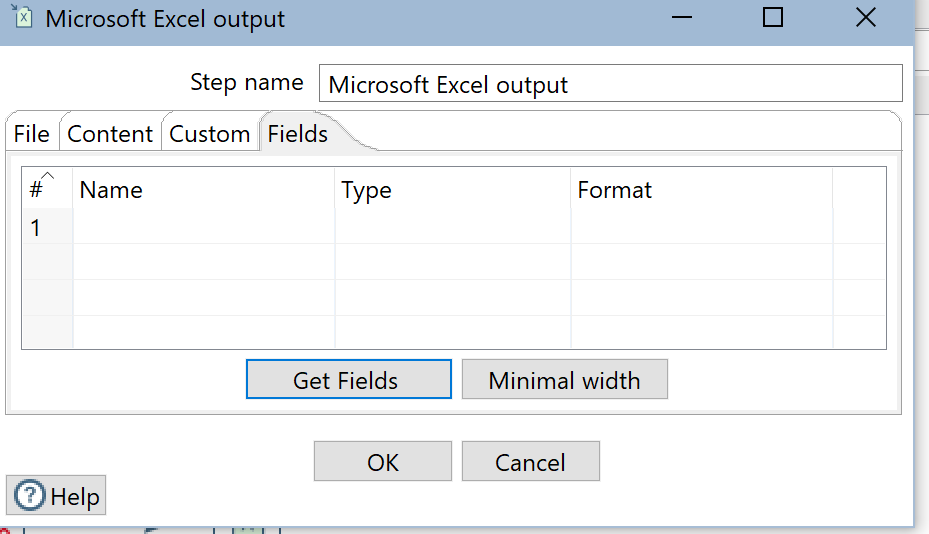 Microsoft Excel output
Step name Microsoft Excel output
File Content Custom Fields
# Name Type Format
1
Get Fields Minimal width
OK Cancel
? Help